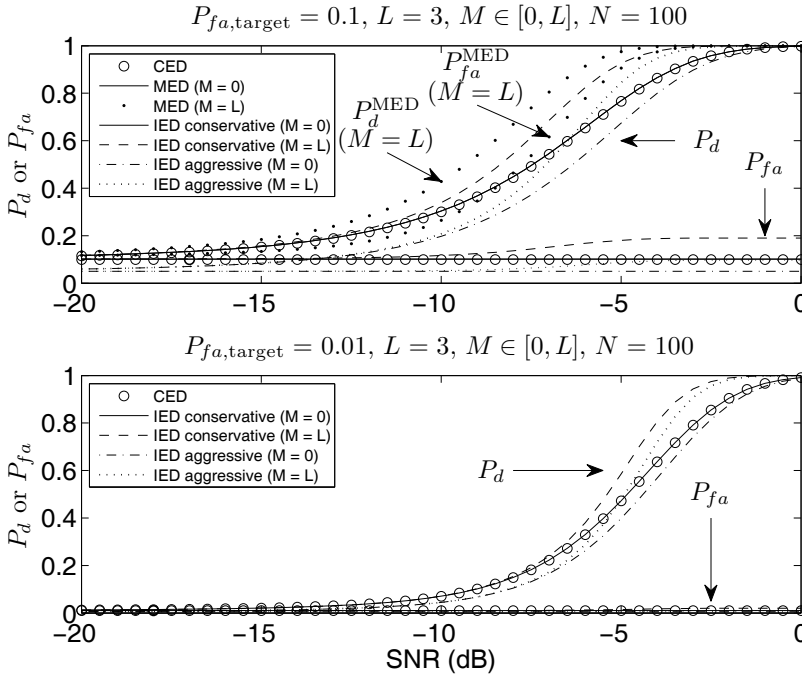 P_{fa,target} = 0.1, L = 3, M ∈ [0, L], N = 100
P_d or P_{fa}
1
0.8
0.6
0.4
0.2
0
CED
MED (M = 0)
MED (M = L)
IED conservative (M = 0)
IED conservative (M = L)
IED aggressive (M = 0)
IED aggressive (M = L)
P_d^{MED}
(M = L)
P_{fa}^{MED}
(M = L)
P_d
P_{fa}
−20
−15
−10
−5
0
P_{fa,target} = 0.01, L = 3, M ∈ [0, L], N = 100
P_d or P_{fa}
1
0.8
0.6
0.4
0.2
0
CED
IED conservative (M = 0)
IED conservative (M = L)
IED aggressive (M = 0)
IED aggressive (M = L)
P_d
P_{fa}
−20
−15
−10
−5
0
SNR (dB)